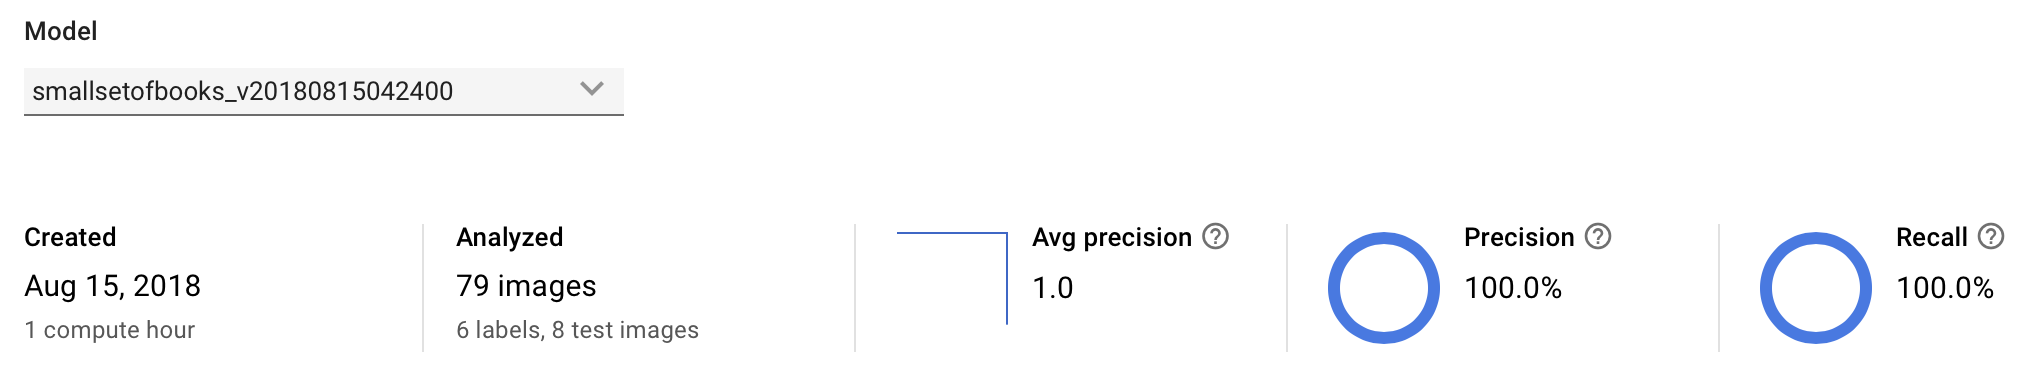 Model
smallsetofbooks_v20180815042400
Created
Aug 15, 2018
1 compute hour
Analyzed
79 images
6 labels, 8 test images
Avg precision ?
1.0
Precision ?
100.0%
Recall ?
100.0%